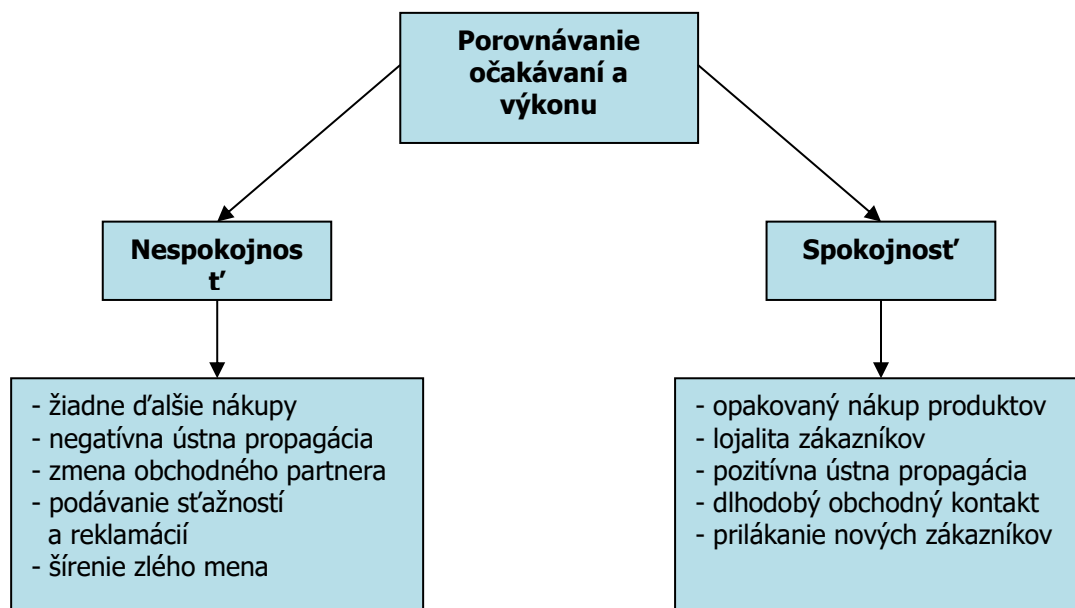 Porovnávanie
očakávaní a
výkonu
Nespokojnos
ť
Spokojnosť
- žiadne ďalšie nákupy
- negatívna ústna propagácia
- zmena obchodného partnera
- podávanie sťažností
a reklamácií
- šírenie zlého mena
- opakovaný nákup produktov
- lojalita zákazníkov
- pozitívna ústna propagácia
- dlhodobý obchodný kontakt
- prilákanie nových zákazníkov